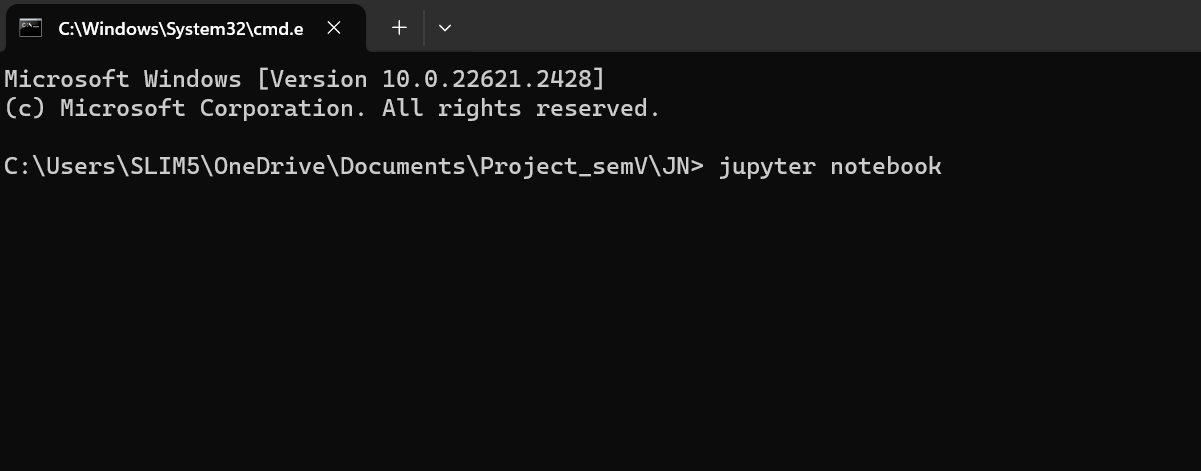 C:\Windows\System32\cmd.e
Microsoft Windows [Version 10.0.22621.2428]
(c) Microsoft Corporation. All rights reserved.
C:\Users\SLIM5\OneDrive\Documents\Project_semV\JN> jupyter notebook